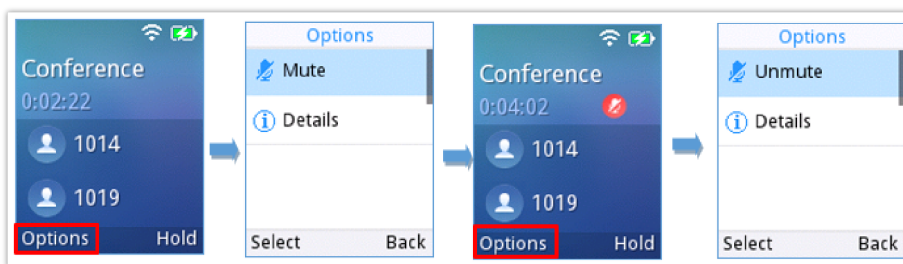 Conference
0:02:22
1014
1019
Options Hold
Options
Mute
Details
Select Back
Conference
0:04:02
1014
1019
Options Hold
Options
Unmute
Details
Select Back